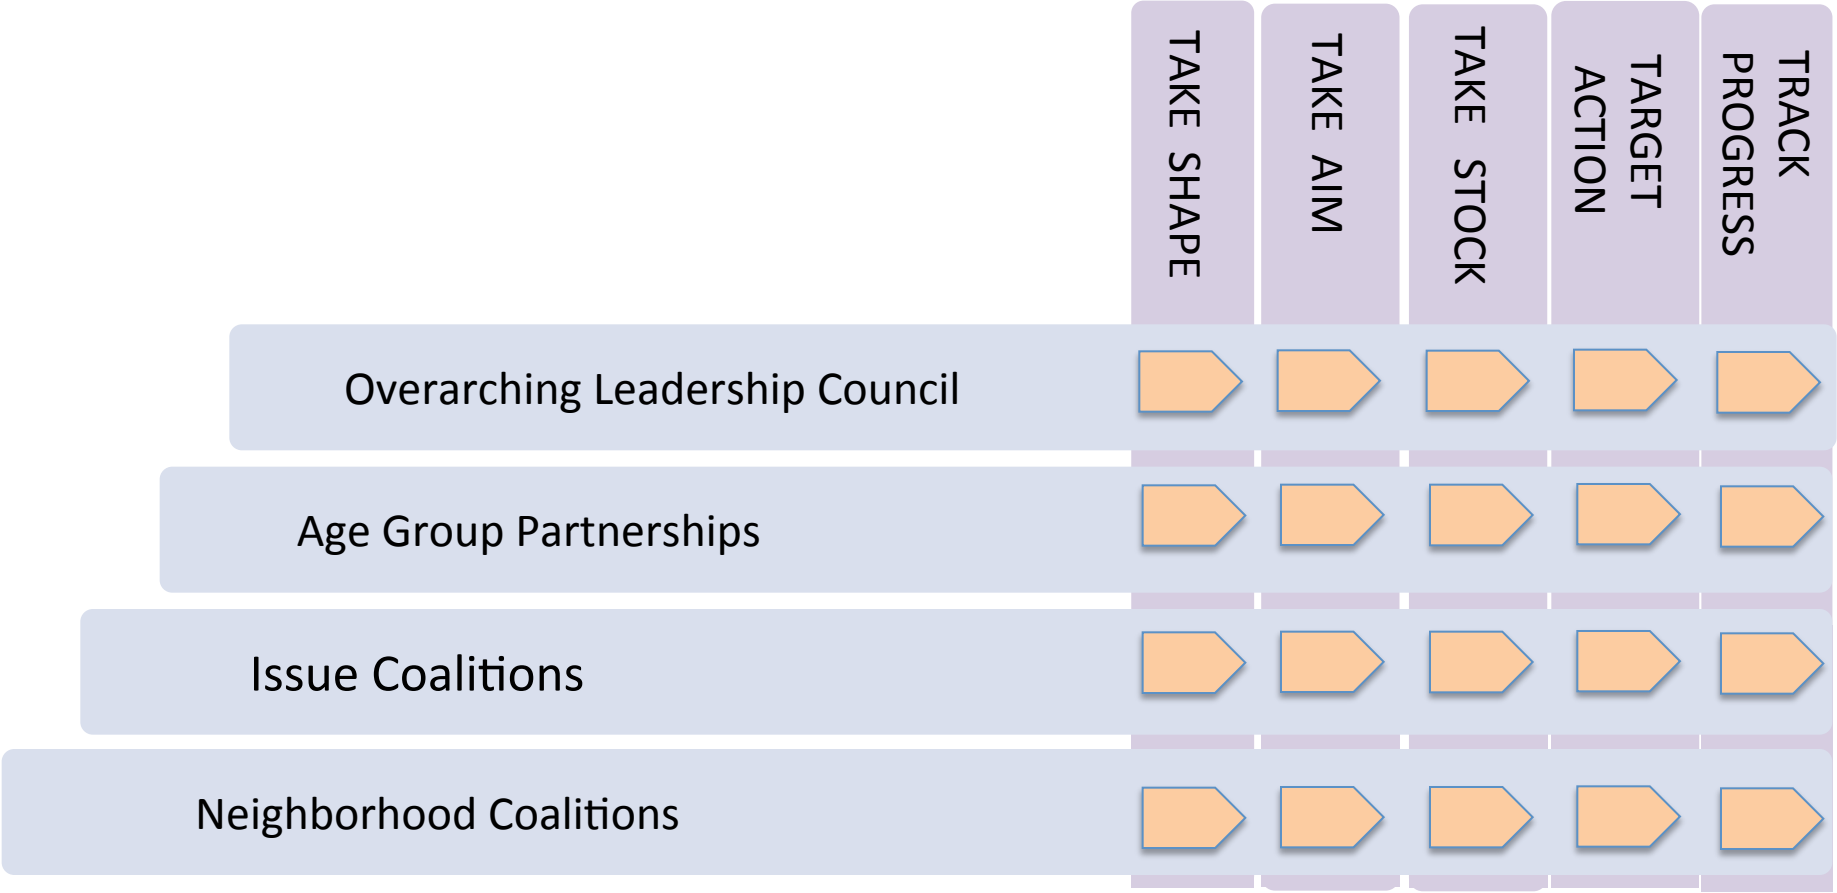 TAKE SHAPE
TAKE AIM
TAKE STOCK
TARGET
ACTION
TRACK
PROGRESS
Overarching Leadership Council
Age Group Partnerships
Issue Coalitions
Neighborhood Coalitions